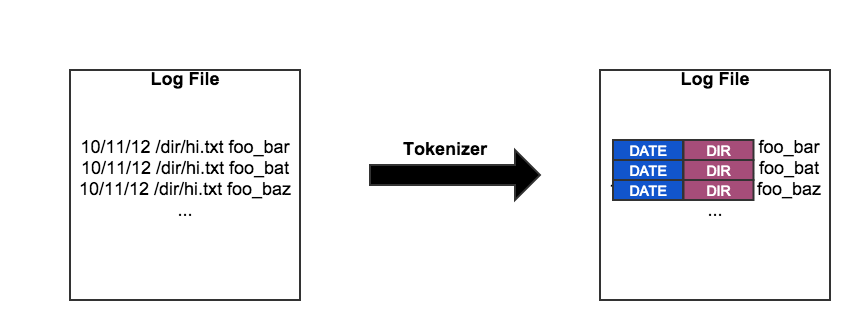 Log File
10/11/12 /dir/hi.txt foo_bar
10/11/12 /dir/hi.txt foo_bat
10/11/12 /dir/hi.txt foo_baz
...
Tokenizer
Log File
DATE DIR foo_bar
DATE DIR foo_bat
DATE DIR foo_baz
...